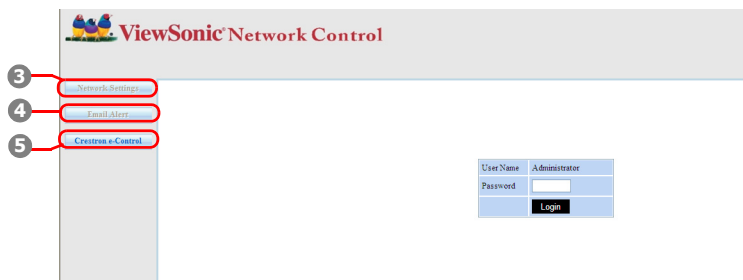 ViewSonic® Network Control
3
Network Settings
4
Email Alert
5
Crestron e-Control
User Name Administrator
Password
Login